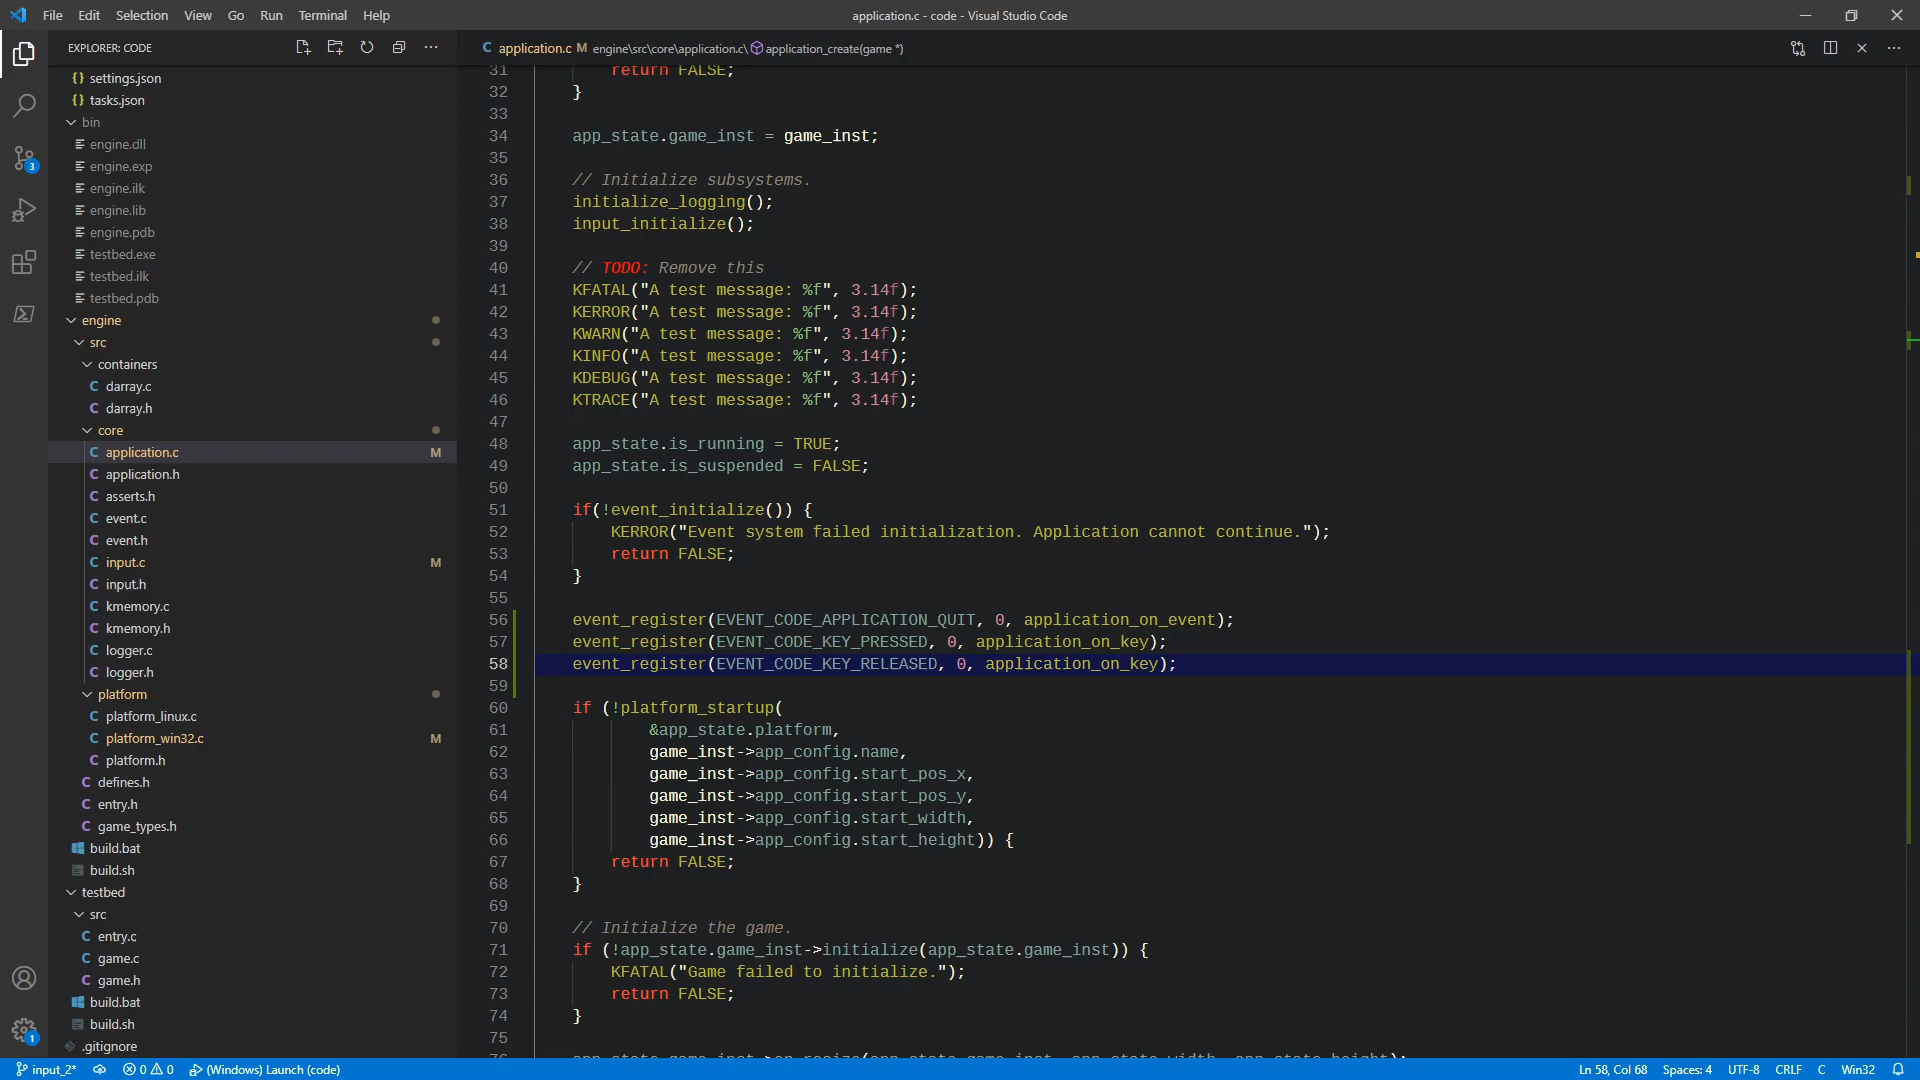 File Edit Selection View Go Run Terminal Help
application.c - code - Visual Studio Code
EXPLORER: CODE
settings.json
tasks.json
bin
engine.dll
engine.exp
engine.ilk
engine.lib
engine.pdb
testbed.exe
testbed.ilk
testbed.pdb
engine
src
containers
darray.c
darray.h
core
application.c M
application.h
asserts.h
event.c
event.h
input.c M
input.h
kmemory.c
kmemory.h
logger.c
logger.h
platform
platform_linux.c
platform_win32.c M
platform.h
defines.h
entry.h
game_types.h
build.bat
build.sh
testbed
src
entry.c
game.c
game.h
build.bat
build.sh
.gitignore
3
1
application.c M engine\src\core\application.c\ application_create(game *)
31 return FALSE;
32 }
33
34 app_state.game_inst = game_inst;
35
36 // Initialize subsystems.
37 initialize_logging();
38 input_initialize();
39
40 // TODO: Remove this
41 KFATAL("A test message: %f", 3.14f);
42 KERROR("A test message: %f", 3.14f);
43 KWARN("A test message: %f", 3.14f);
44 KINFO("A test message: %f", 3.14f);
45 KDEBUG("A test message: %f", 3.14f);
46 KTRACE("A test message: %f", 3.14f);
47
48 app_state.is_running = TRUE;
49 app_state.is_suspended = FALSE;
50
51 if(!event_initialize()) {
52 KERROR("Event system failed initialization. Application cannot continue.");
53 return FALSE;
54 }
55
56 event_register(EVENT_CODE_APPLICATION_QUIT, 0, application_on_event);
57 event_register(EVENT_CODE_KEY_PRESSED, 0, application_on_key);
58 event_register(EVENT_CODE_KEY_RELEASED, 0, application_on_key);
59
60 if (!platform_startup(
61 &app_state.platform,
62 game_inst->app_config.name,
63 game_inst->app_config.start_pos_x,
64 game_inst->app_config.start_pos_y,
65 game_inst->app_config.start_width,
66 game_inst->app_config.start_height)) {
67 return FALSE;
68 }
69
70 // Initialize the game.
71 if (!app_state.game_inst->initialize(app_state.game_inst)) {
72 KFATAL("Game failed to initialize.");
73 return FALSE;
74 }
75
76 app_state.game_inst->on_resize(app_state.game_inst, app_state.width, app_state.height);
input_2* 0 0 (Windows) Launch (code) Ln 58, Col 68 Spaces: 4 UTF-8 CRLF C Win32